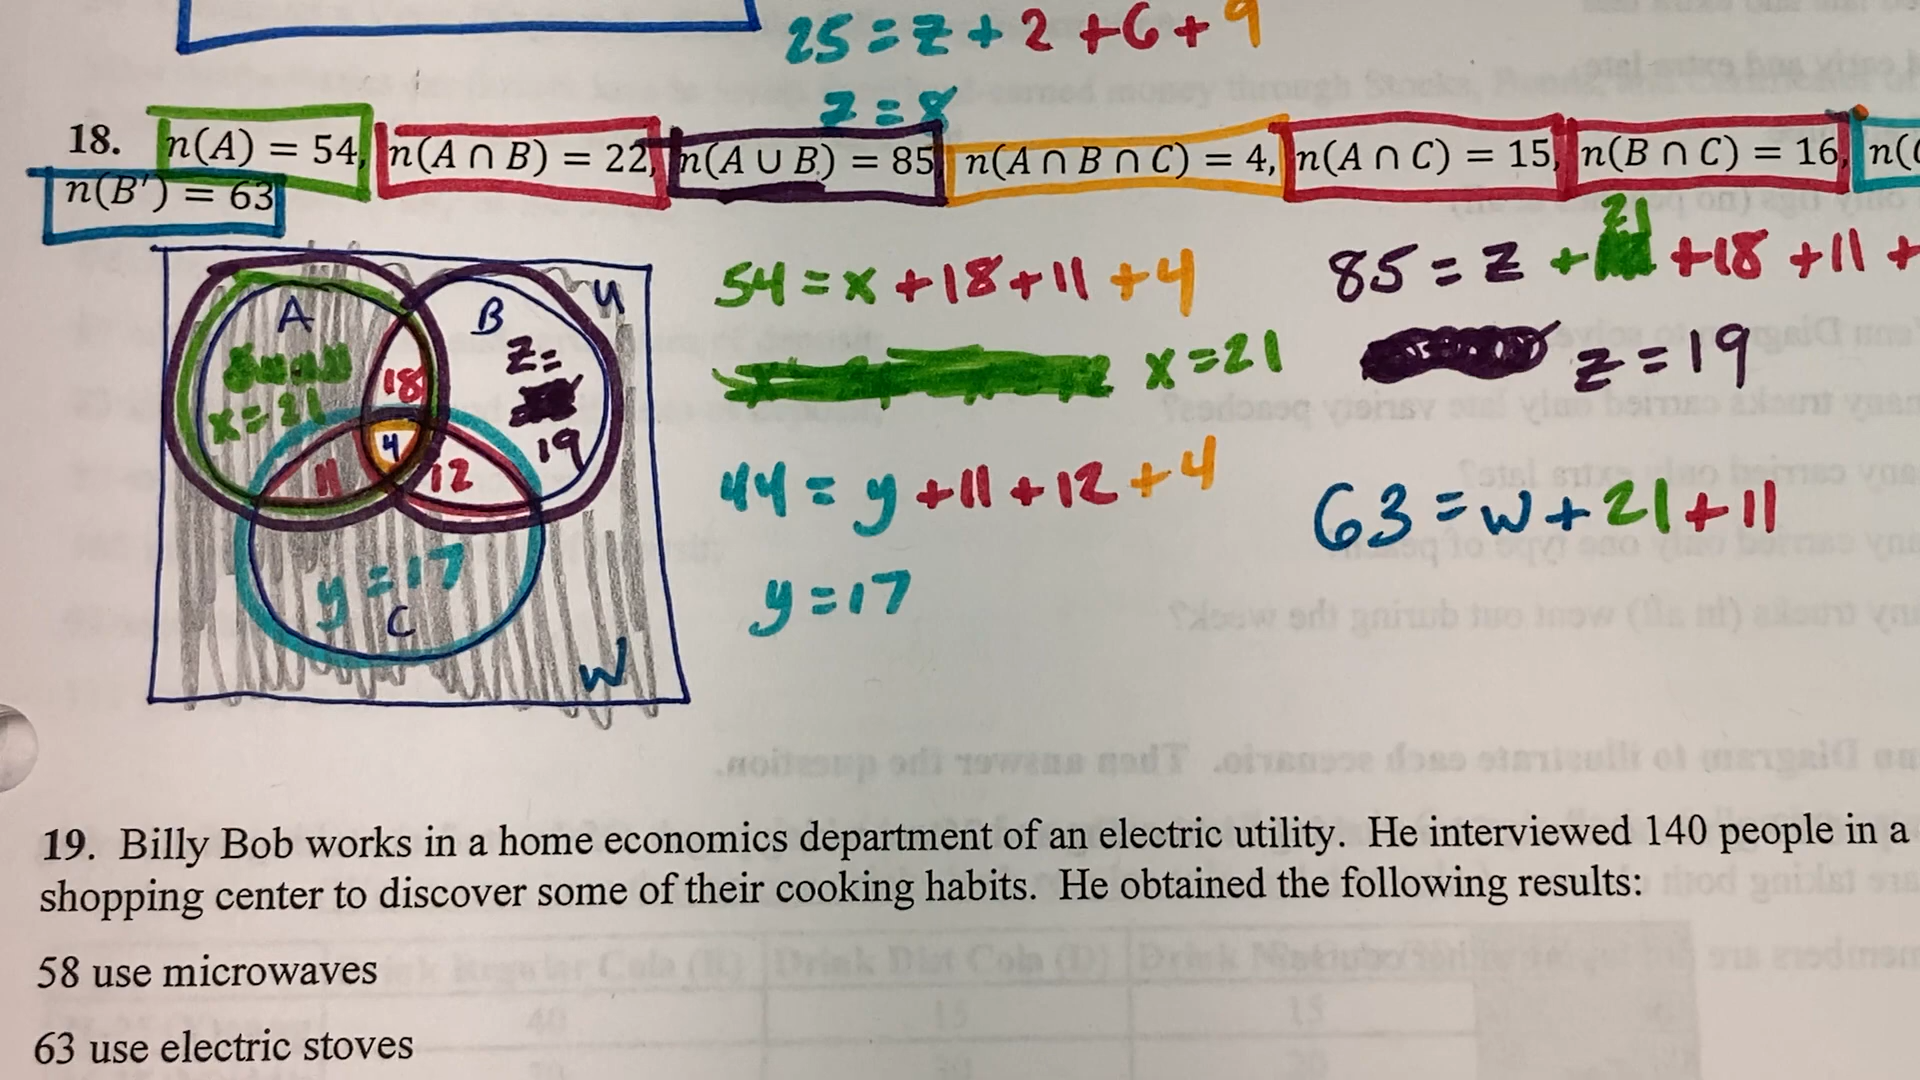 25 = z + 2 + 6 + 9
z = 8
18. n(A) = 54, n(A ∩ B) = 22, n(A ∪ B) = 85, n(A ∩ B ∩ C) = 4, n(A ∩ C) = 15, n(B ∩ C) = 16, n(
n(B′) = 63
A
B
U
x = 21
18
z =
19
4
11
12
y = 17
C
W
54 = x + 18 + 11 + 4
x = 21
44 = y + 11 + 12 + 4
y = 17
21
85 = z + + 18 + 11 +
z = 19
63 = w + 21 + 11
19. Billy Bob works in a home economics department of an electric utility. He interviewed 140 people in a
shopping center to discover some of their cooking habits. He obtained the following results:
58 use microwaves
63 use electric stoves